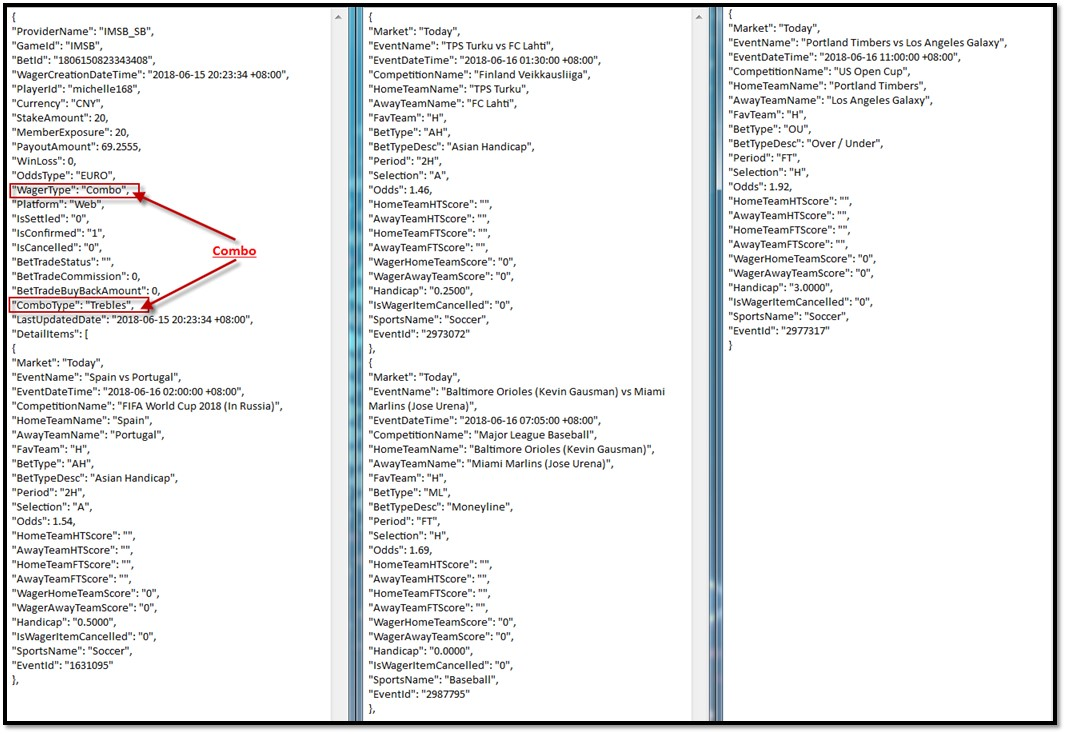 {
"ProviderName": "IMSB_SB",
"GameId": "IMSB",
"BetId": "1806150823343408",
"WagerCreationDateTime": "2018-06-15 20:23:34 +08:00",
"PlayerId": "michelle168",
"Currency": "CNY",
"StakeAmount": 20,
"MemberExposure": 20,
"PayoutAmount": 69.2555,
"WinLoss": 0,
"OddsType": "EURO",
"WagerType": "Combo",
"Platform": "Web",
"IsSettled": "0",
"IsConfirmed": "1",
"IsCancelled": "0",
Combo
"BetTradeStatus": "",
"BetTradeCommission": 0,
"BetTradeBuyBackAmount": 0,
"ComboType": "Trebles",
"LastUpdatedDate": "2018-06-15 20:23:34 +08:00",
"DetailItems": [
{
"Market": "Today",
"EventName": "Spain vs Portugal",
"EventDateTime": "2018-06-16 02:00:00 +08:00",
"CompetitionName": "FIFA World Cup 2018 (In Russia)",
"HomeTeamName": "Spain",
"AwayTeamName": "Portugal",
"FavTeam": "H",
"BetType": "AH",
"BetTypeDesc": "Asian Handicap",
"Period": "2H",
"Selection": "A",
"Odds": 1.54,
"HomeTeamHTScore": "",
"AwayTeamHTScore": "",
"HomeTeamFTScore": "",
"AwayTeamFTScore": "",
"WagerHomeTeamScore": "0",
"WagerAwayTeamScore": "0",
"Handicap": "0.5000",
"IsWagerItemCancelled": "0",
"SportsName": "Soccer",
"EventId": "1631095"
},
{
"Market": "Today",
"EventName": "TPS Turku vs FC Lahti",
"EventDateTime": "2018-06-16 01:30:00 +08:00",
"CompetitionName": "Finland Veikkausliiga",
"HomeTeamName": "TPS Turku",
"AwayTeamName": "FC Lahti",
"FavTeam": "H",
"BetType": "AH",
"BetTypeDesc": "Asian Handicap",
"Period": "2H",
"Selection": "A",
"Odds": 1.46,
"HomeTeamHTScore": "",
"AwayTeamHTScore": "",
"HomeTeamFTScore": "",
"AwayTeamFTScore": "",
"WagerHomeTeamScore": "0",
"WagerAwayTeamScore": "0",
"Handicap": "0.2500",
"IsWagerItemCancelled": "0",
"SportsName": "Soccer",
"EventId": "2973072"
},
{
"Market": "Today",
"EventName": "Baltimore Orioles (Kevin Gausman) vs Miami
Marlins (Jose Urena)",
"EventDateTime": "2018-06-16 07:05:00 +08:00",
"CompetitionName": "Major League Baseball",
"HomeTeamName": "Baltimore Orioles (Kevin Gausman)",
"AwayTeamName": "Miami Marlins (Jose Urena)",
"FavTeam": "H",
"BetType": "ML",
"BetTypeDesc": "Moneyline",
"Period": "FT",
"Selection": "H",
"Odds": 1.69,
"HomeTeamHTScore": "",
"AwayTeamHTScore": "",
"HomeTeamFTScore": "",
"AwayTeamFTScore": "",
"WagerHomeTeamScore": "0",
"WagerAwayTeamScore": "0",
"Handicap": "0.0000",
"IsWagerItemCancelled": "0",
"SportsName": "Baseball",
"EventId": "2987795"
},
{
"Market": "Today",
"EventName": "Portland Timbers vs Los Angeles Galaxy",
"EventDateTime": "2018-06-16 11:00:00 +08:00",
"CompetitionName": "US Open Cup",
"HomeTeamName": "Portland Timbers",
"AwayTeamName": "Los Angeles Galaxy",
"FavTeam": "H",
"BetType": "OU",
"BetTypeDesc": "Over / Under",
"Period": "FT",
"Selection": "H",
"Odds": 1.92,
"HomeTeamHTScore": "",
"AwayTeamHTScore": "",
"HomeTeamFTScore": "",
"AwayTeamFTScore": "",
"WagerHomeTeamScore": "0",
"WagerAwayTeamScore": "0",
"Handicap": "3.0000",
"IsWagerItemCancelled": "0",
"SportsName": "Soccer",
"EventId": "2977317"
}